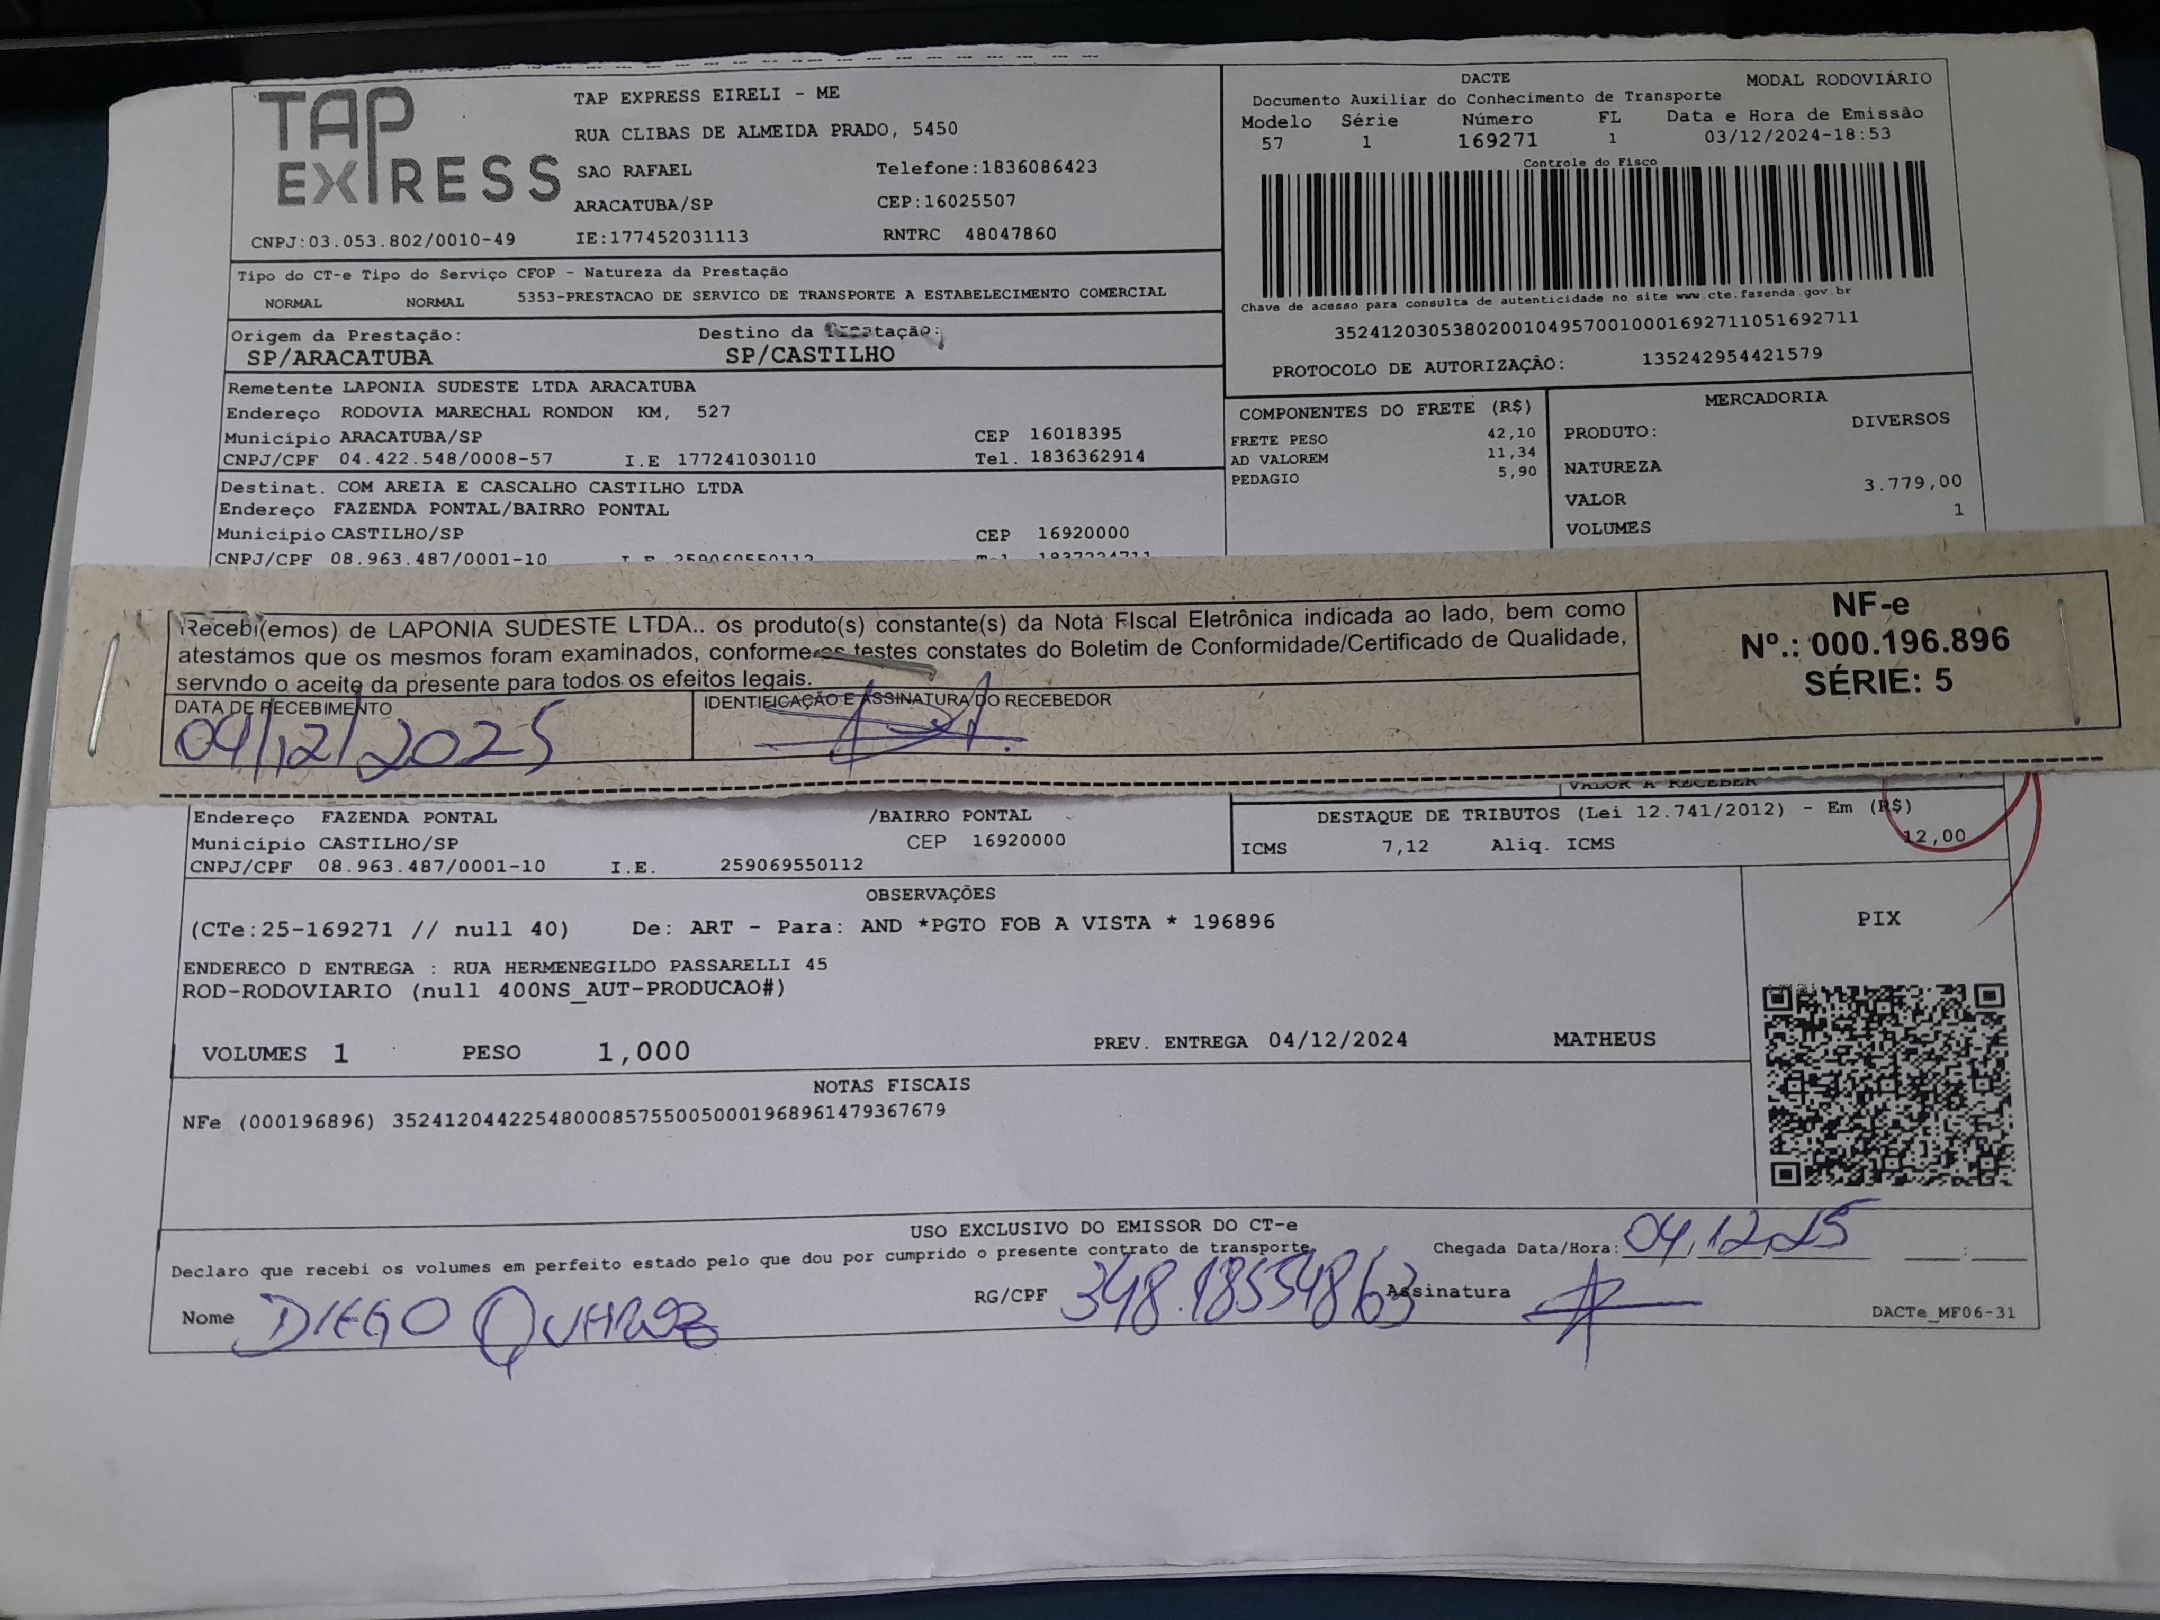 TAP EXPRESS
TAP EXPRESS EIRELI - ME
RUA CLIBAS DE ALMEIDA PRADO, 5450
SAO RAFAEL Telefone:1836086423
ARACATUBA/SP CEP:16025507
CNPJ:03.053.802/0010-49 IE:177452031113 RNTRC 48047860
DACTE MODAL RODOVIÁRIO
Documento Auxiliar do Conhecimento de Transporte
Modelo Série Número FL Data e Hora de Emissão
57 1 169271 1 03/12/2024-18:53
Controle do Fisco
Chave de acesso para consulta de autenticidade no site www.cte.fazenda.gov.br
35241203053802001049570010001692711051692711
PROTOCOLO DE AUTORIZAÇÂO: 135242954421579
Tipo do CT-e Tipo do Serviço CFOP - Natureza da Prestação
NORMAL NORMAL 5353-PRESTACAO DE SERVICO DE TRANSPORTE A ESTABELECIMENTO COMERCIAL
Origem da Prestação: Destino da Prestação:
SP/ARACATUBA SP/CASTILHO
Remetente LAPONIA SUDESTE LTDA ARACATUBA
Endereço RODOVIA MARECHAL RONDON KM, 527
Município ARACATUBA/SP CEP 16018395
CNPJ/CPF 04.422.548/0008-57 I.E 177241030110 Tel. 1836362914
Destinat. COM AREIA E CASCALHO CASTILHO LTDA
Endereço FAZENDA PONTAL/BAIRRO PONTAL
Município CASTILHO/SP CEP 16920000
CNPJ/CPF 08.963.487/0001-10 I.E 259069550112
COMPONENTES DO FRETE (R$)
FRETE PESO 42,10
AD VALOREM 11,34
PEDAGIO 5,90
MERCADORIA
PRODUTO: DIVERSOS
NATUREZA
VALOR 3.779,00
VOLUMES 1
Recebi(emos) de LAPONIA SUDESTE LTDA.. os produto(s) constante(s) da Nota FIscal Eletrônica indicada ao lado, bem como
atestamos que os mesmos foram examinados, conforme os testes constates do Boletim de Conformidade/Certificado de Qualidade,
servndo o aceite da presente para todos os efeitos legais.
DATA DE RECEBIMENTO IDENTIFICAÇÃO E ASSINATURA DO RECEBEDOR
04/12/2025
NF-e
Nº.: 000.196.896
SÉRIE: 5
VALOR A RECEBER
Endereço FAZENDA PONTAL /BAIRRO PONTAL
Município CASTILHO/SP CEP 16920000
CNPJ/CPF 08.963.487/0001-10 I.E. 259069550112
DESTAQUE DE TRIBUTOS (Lei 12.741/2012) - Em (R$)
ICMS 7,12 Aliq. ICMS 12,00
OBSERVAÇÕES
(CTe:25-169271 // null 40) De: ART - Para: AND *PGTO FOB A VISTA * 196896
ENDERECO D ENTREGA : RUA HERMENEGILDO PASSARELLI 45
ROD-RODOVIARIO (null 400NS_AUT-PRODUCAO#)
VOLUMES 1 PESO 1,000 PREV. ENTREGA 04/12/2024 MATHEUS
PIX
NOTAS FISCAIS
NFe (000196896) 35241204422548000857550050001968961479367679
USO EXCLUSIVO DO EMISSOR DO CT-e
Declaro que recebi os volumes em perfeito estado pelo que dou por cumprido o presente contrato de transporte. Chegada Data/Hora: 04,12,25 __:__
Nome DIEGO RG/CPF 348.18554863 Assinatura
DACTe_MF06-31